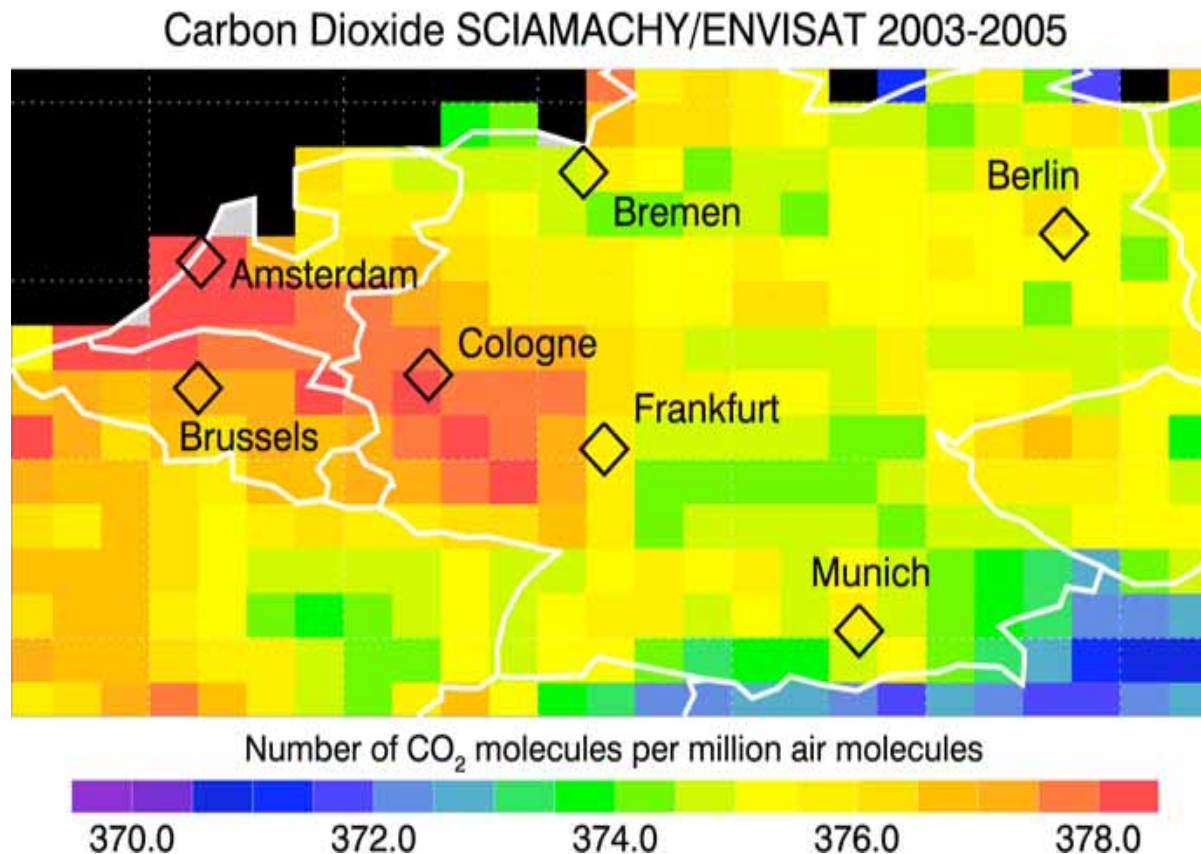 Carbon Dioxide SCIAMACHY/ENVISAT 2003-2005
Berlin
Bremen
Amsterdam
Cologne
Frankfurt
Brussels
Munich
Number of CO₂ molecules per million air molecules
370.0 372.0 374.0 376.0 378.0